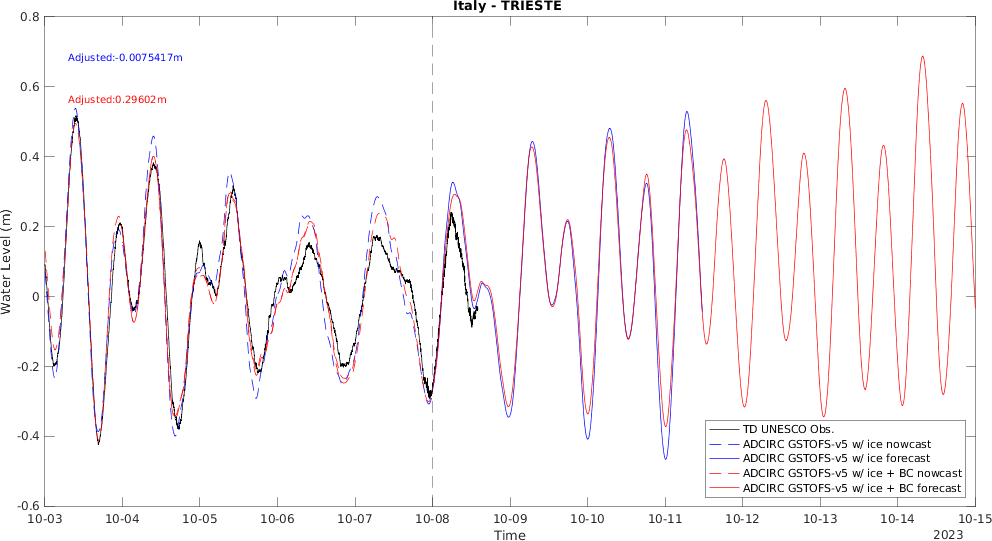 Italy - TRIESTE
Water Level (m)
0.8
0.6
0.4
0.2
0
-0.2
-0.4
-0.6
Adjusted:-0.0075417m
Adjusted:0.29602m
TD UNESCO Obs.
ADCIRC GSTOFS-v5 w/ ice nowcast
ADCIRC GSTOFS-v5 w/ ice forecast
ADCIRC GSTOFS-v5 w/ ice + BC nowcast
ADCIRC GSTOFS-v5 w/ ice + BC forecast
10-03 10-04 10-05 10-06 10-07 10-08 10-09 10-10 10-11 10-12 10-13 10-14 10-15
Time
2023